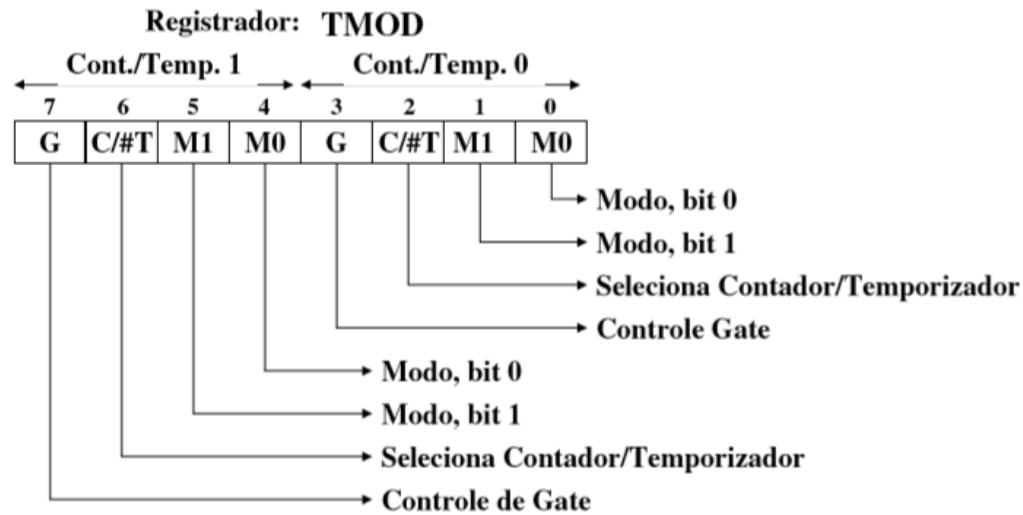 Registrador: TMOD
Cont./Temp. 1 Cont./Temp. 0
7 6 5 4 3 2 1 0
G C/#T M1 M0 G C/#T M1 M0
Modo, bit 0
Modo, bit 1
Seleciona Contador/Temporizador
Controle Gate
Modo, bit 0
Modo, bit 1
Seleciona Contador/Temporizador
Controle de Gate